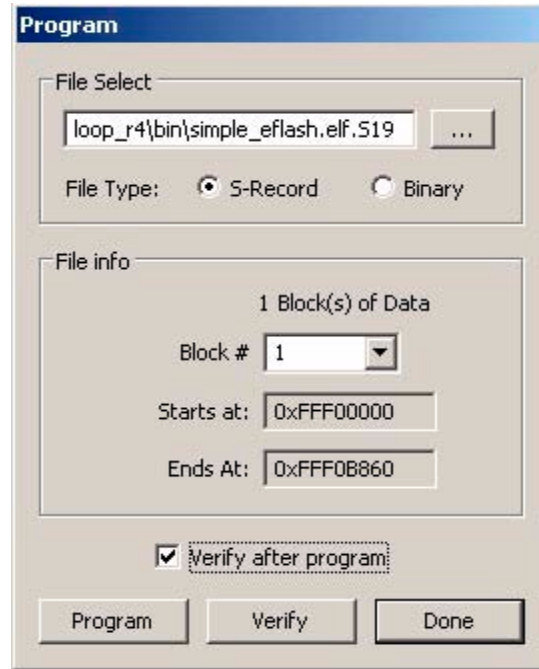 Program
File Select
loop_r4\bin\simple_eflash.elf.S19 ...
File Type: S-Record Binary
File info
1 Block(s) of Data
Block # 1
Starts at: 0xFFF00000
Ends At: 0xFFF0B860
Verify after program
Program Verify Done